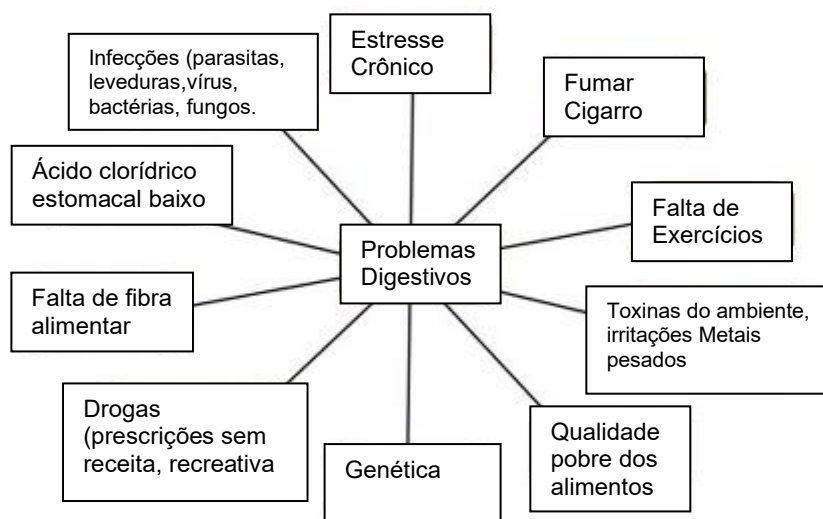 Estresse
Crônico
Infecções (parasitas,
leveduras,vírus,
bactérias, fungos.
Fumar
Cigarro
Ácido clorídrico
estomacal baixo
Falta de
Exercícios
Problemas
Digestivos
Falta de fibra
alimentar
Toxinas do ambiente,
irritações Metais
pesados
Drogas
(prescrições sem
receita, recreativa
Genética
Qualidade
pobre dos
alimentos